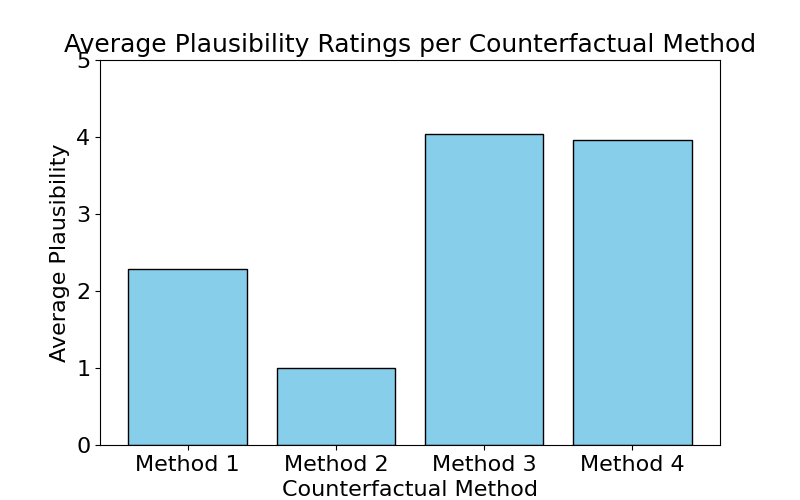 Average Plausibility Ratings per Counterfactual Method
Average Plausibility
5
4
3
2
1
0
Method 1 Method 2 Method 3 Method 4
Counterfactual Method